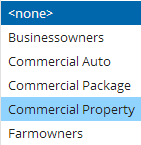 <none>
Businessowners
Commercial Auto
Commercial Package
Commercial Property
Farmowners